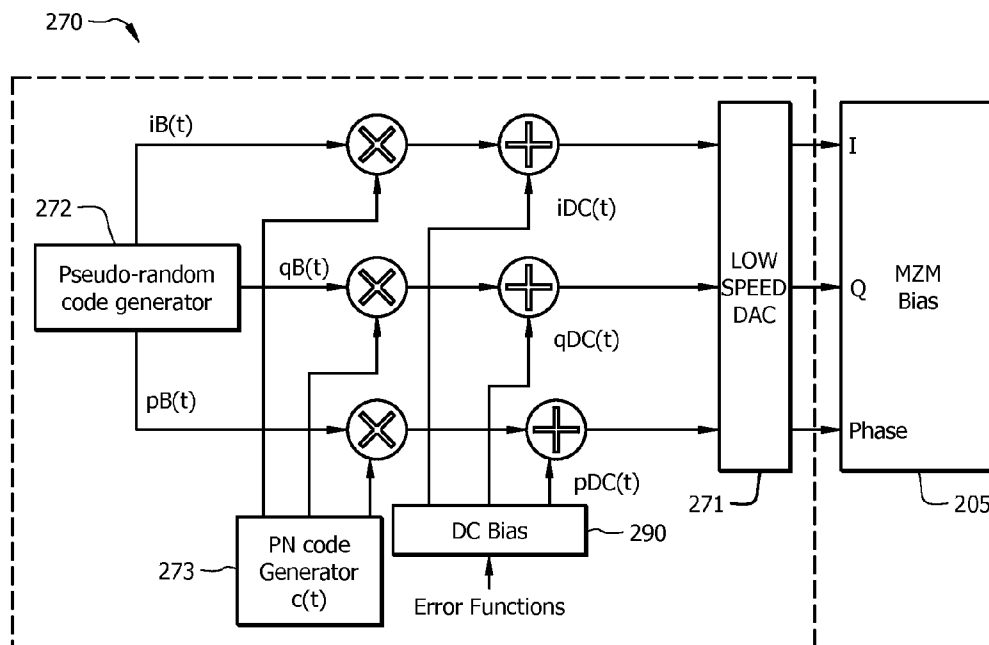 270
iB(t)
272
Pseudo-random
code generator
qB(t)
pB(t)
iDC(t)
qDC(t)
pDC(t)
LOW
SPEED
DAC
271
I
Q
Phase
MZM
Bias
205
273
PN code
Generator
c(t)
DC Bias
290
Error Functions